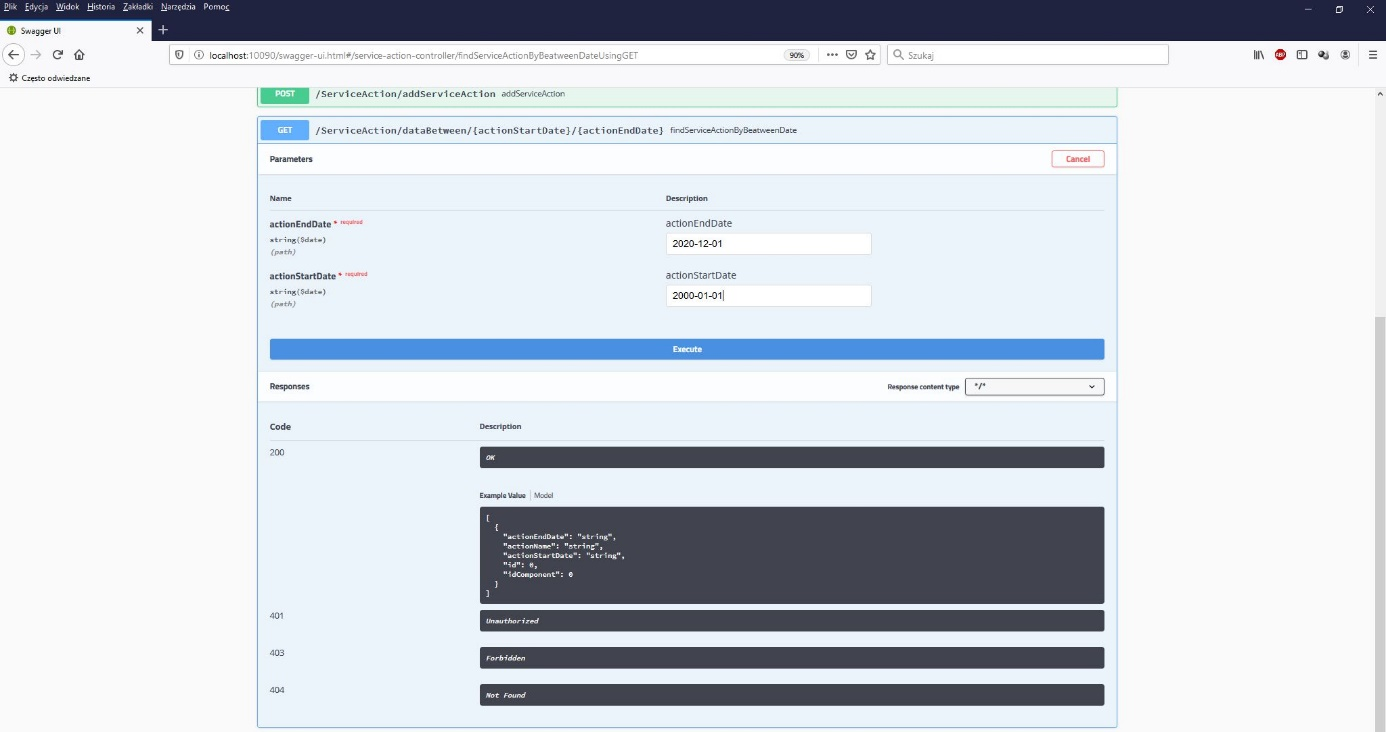 Plik Edycja Widok Historia Zakładki Narzędzia Pomoc
Swagger UI
localhost:10090/swagger-ui.html#/service-action-controller/findServiceActionByBeatweenDateUsingGET 90% Szukaj
Często odwiedzane
POST /ServiceAction/addServiceAction addServiceAction
GET /ServiceAction/dataBetween/{actionStartDate}/{actionEndDate} findServiceActionByBeatweenDate
Parameters Cancel
Name Description
actionEndDate * required actionEndDate
string($date) 2020-12-01
(path)
actionStartDate * required actionStartDate
string($date) 2000-01-01
(path)
Execute
Responses Response content type */*
Code Description
200 OK
Example Value Model
[
{
"actionEndDate": "string",
"actionName": "string",
"actionStartDate": "string",
"id": 0,
"idComponent": 0
}
]
401 Unauthorized
403 Forbidden
404 Not Found